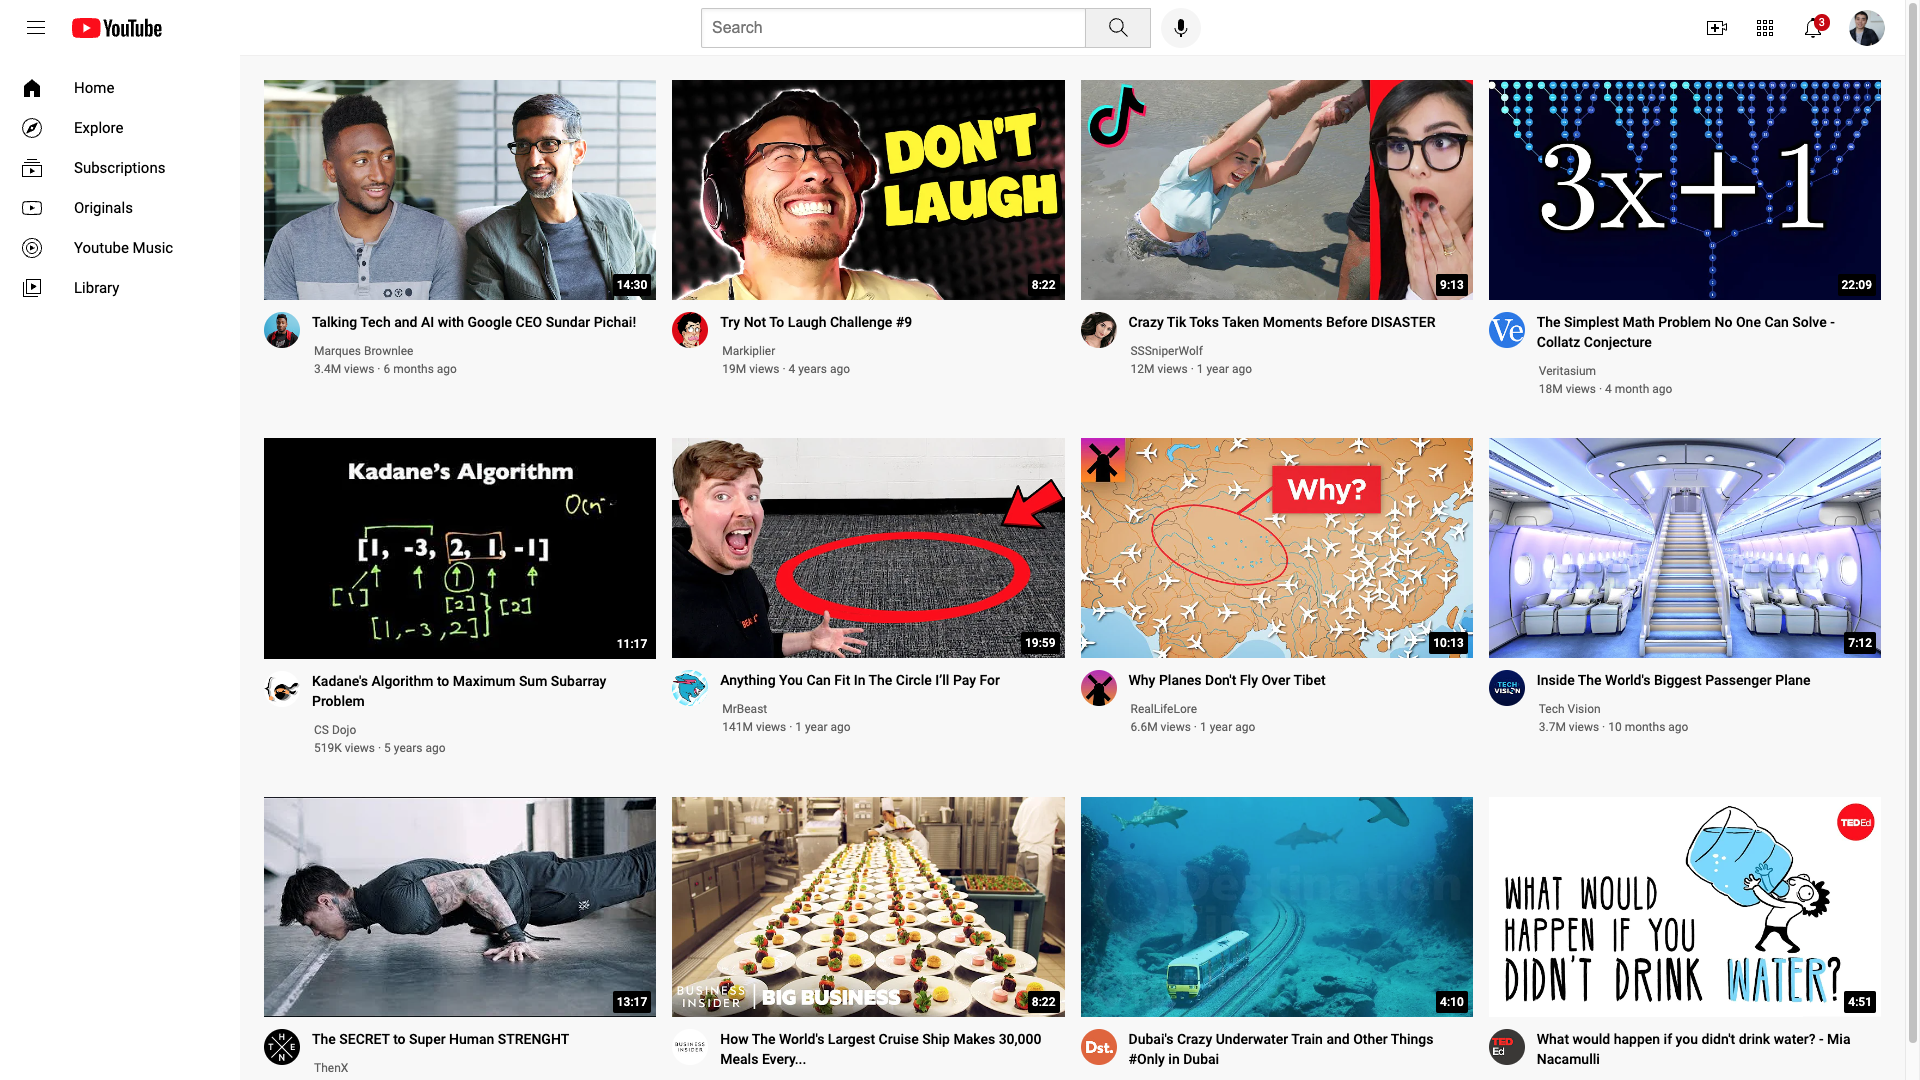 YouTube
Search
3
Home
Explore
Subscriptions
Originals
Youtube Music
Library
14:30
DON'T
LAUGH
8:22
9:13
3x+1
22:09
Talking Tech and AI with Google CEO Sundar Pichai!
Marques Brownlee
3.4M views · 6 months ago
Try Not To Laugh Challenge #9
Markiplier
19M views · 4 years ago
Crazy Tik Toks Taken Moments Before DISASTER
SSSniperWolf
12M views · 1 year ago
Ve
The Simplest Math Problem No One Can Solve -
Collatz Conjecture
Veritasium
18M views · 4 month ago
Kadane's Algorithm
[1, -3, 2, 1, -1]
[1]
[2]
[2]
[1, -3, 2]
11:17
19:59
Why?
10:13
7:12
Kadane's Algorithm to Maximum Sum Subarray
Problem
CS Dojo
519K views · 5 years ago
Anything You Can Fit In The Circle I’ll Pay For
MrBeast
141M views · 1 year ago
Why Planes Don't Fly Over Tibet
RealLifeLore
6.6M views · 1 year ago
TECH
VISION
Inside The World's Biggest Passenger Plane
Tech Vision
3.7M views · 10 months ago
13:17
BUSINESS
INSIDER
BIG BUSINESS
8:22
4:10
TED Ed
WHAT WOULD
HAPPEN IF YOU
DIDN'T DRINK WATER?
4:51
THEN
The SECRET to Super Human STRENGHT
ThenX
BUSINESS
INSIDER
How The World's Largest Cruise Ship Makes 30,000
Meals Every...
Dst.
Dubai's Crazy Underwater Train and Other Things
#Only in Dubai
TED
Ed
What would happen if you didn't drink water? - Mia
Nacamulli